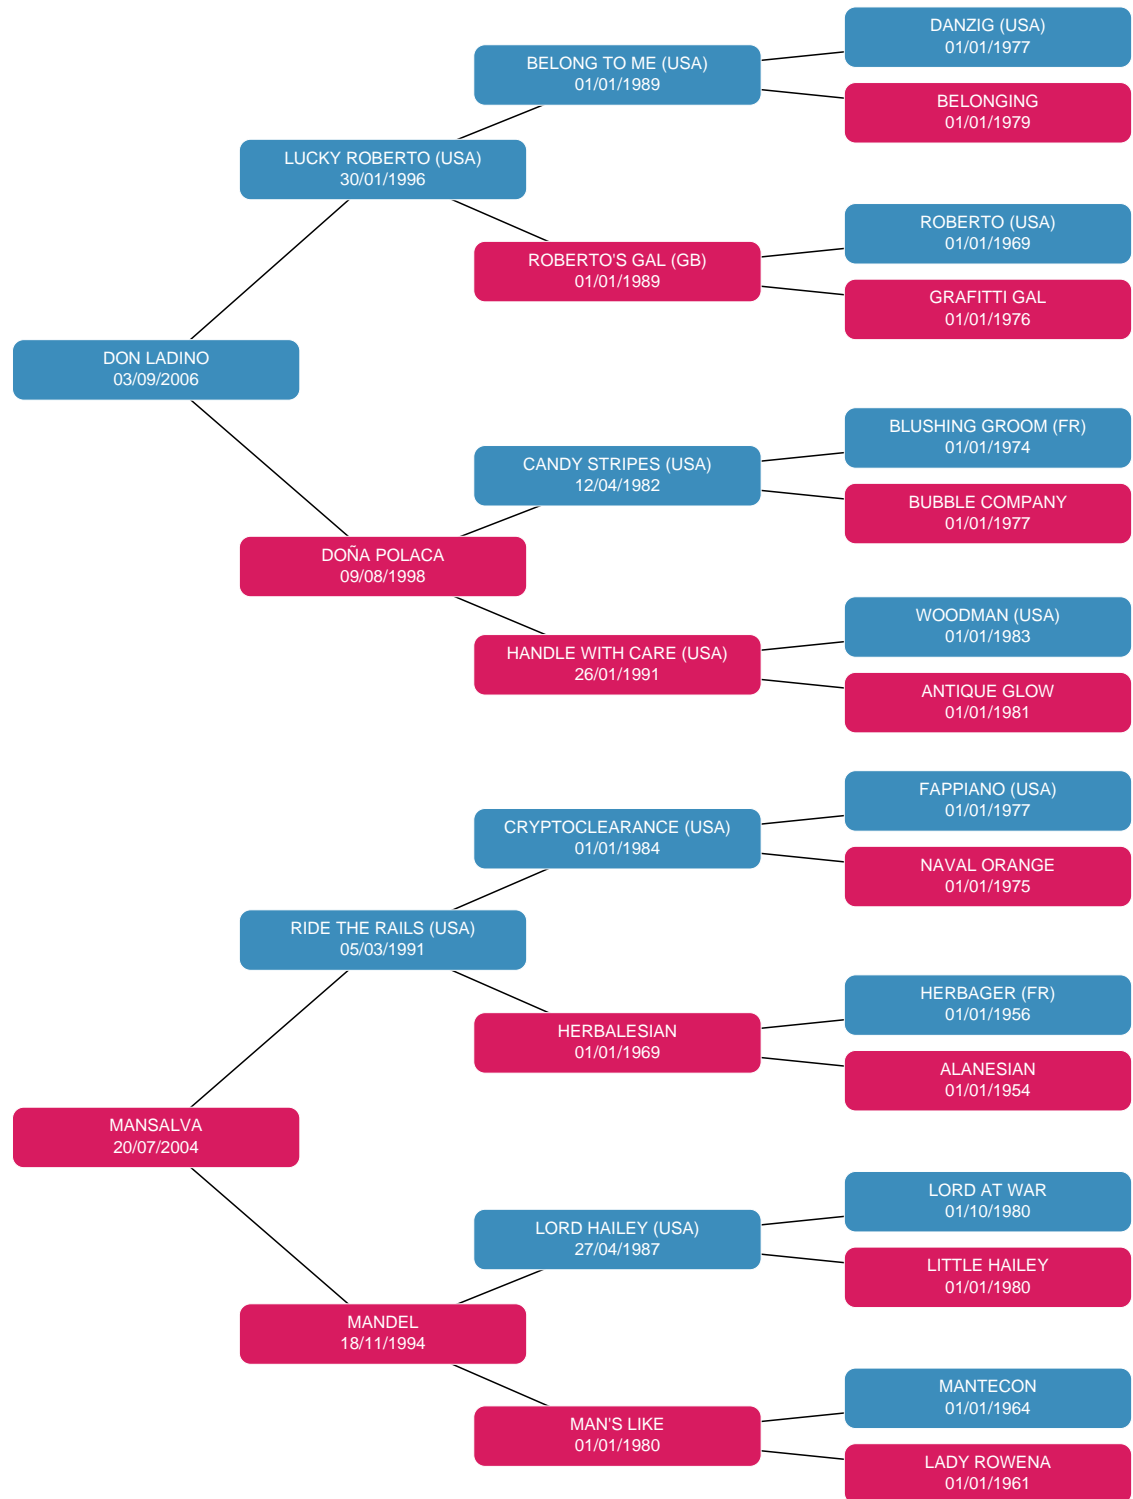 DANZIG (USA)
01/01/1977
BELONG TO ME (USA)
01/01/1989
BELONGING
01/01/1979
LUCKY ROBERTO (USA)
30/01/1996
ROBERTO (USA)
01/01/1969
ROBERTO'S GAL (GB)
01/01/1989
GRAFITTI GAL
01/01/1976
DON LADINO
03/09/2006
BLUSHING GROOM (FR)
01/01/1974
CANDY STRIPES (USA)
12/04/1982
BUBBLE COMPANY
01/01/1977
DOÑA POLACA
09/08/1998
WOODMAN (USA)
01/01/1983
HANDLE WITH CARE (USA)
26/01/1991
ANTIQUE GLOW
01/01/1981
FAPPIANO (USA)
01/01/1977
CRYPTOCLEARANCE (USA)
01/01/1984
NAVAL ORANGE
01/01/1975
RIDE THE RAILS (USA)
05/03/1991
HERBAGER (FR)
01/01/1956
HERBALESIAN
01/01/1969
ALANESIAN
01/01/1954
MANSALVA
20/07/2004
LORD AT WAR
01/10/1980
LORD HAILEY (USA)
27/04/1987
LITTLE HAILEY
01/01/1980
MANDEL
18/11/1994
MANTECON
01/01/1964
MAN'S LIKE
01/01/1980
LADY ROWENA
01/01/1961